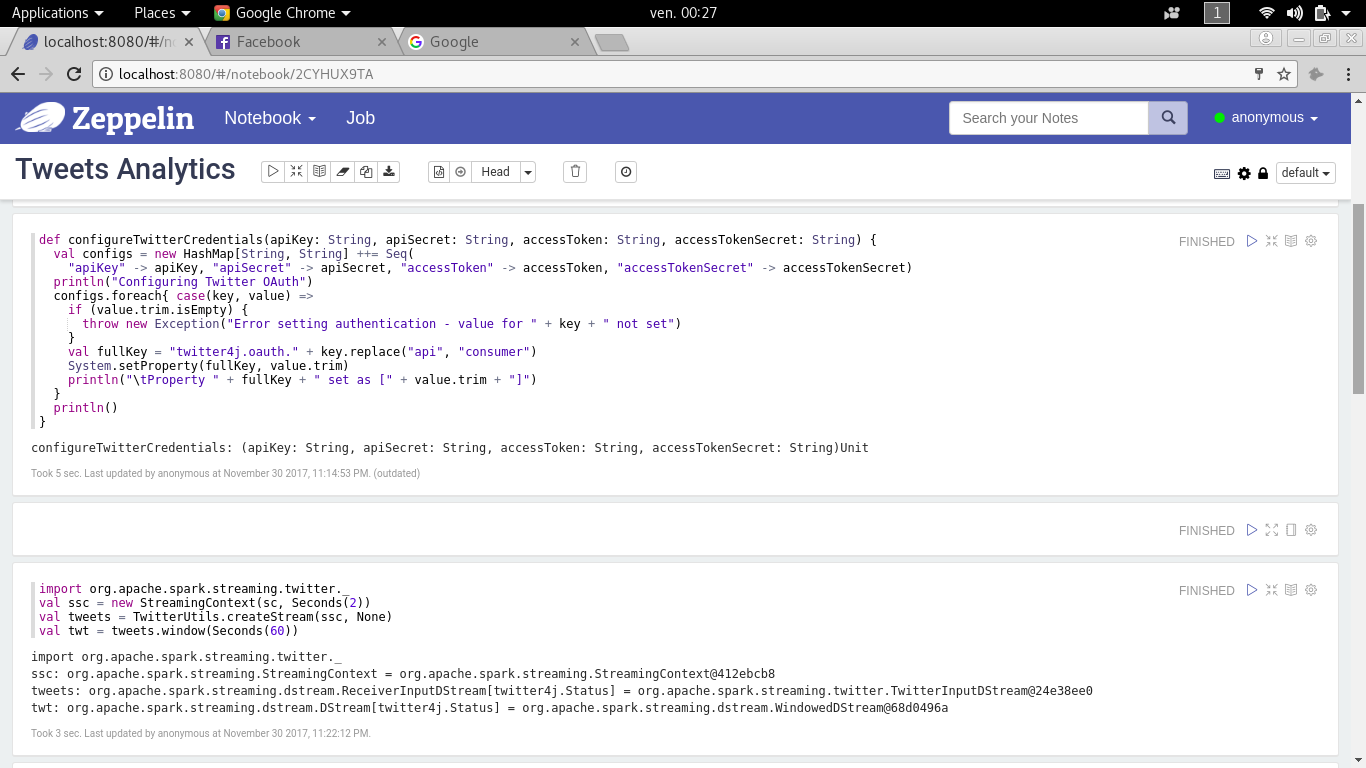 Applications Places Google Chrome ven. 00:27 1
localhost:8080/#/no Facebook Google
localhost:8080/#/notebook/2CYHUX9TA
Zeppelin Notebook Job Search your Notes anonymous
Tweets Analytics Head default
def configureTwitterCredentials(apiKey: String, apiSecret: String, accessToken: String, accessTokenSecret: String) { FINISHED
val configs = new HashMap[String, String] ++= Seq(
"apiKey" -> apiKey, "apiSecret" -> apiSecret, "accessToken" -> accessToken, "accessTokenSecret" -> accessTokenSecret)
println("Configuring Twitter OAuth")
configs.foreach{ case(key, value) =>
if (value.trim.isEmpty) {
throw new Exception("Error setting authentication - value for " + key + " not set")
}
val fullKey = "twitter4j.oauth." + key.replace("api", "consumer")
System.setProperty(fullKey, value.trim)
println("\tProperty " + fullKey + " set as [" + value.trim + "]")
}
println()
}
configureTwitterCredentials: (apiKey: String, apiSecret: String, accessToken: String, accessTokenSecret: String)Unit
Took 5 sec. Last updated by anonymous at November 30 2017, 11:14:53 PM. (outdated)
FINISHED
import org.apache.spark.streaming.twitter._ FINISHED
val ssc = new StreamingContext(sc, Seconds(2))
val tweets = TwitterUtils.createStream(ssc, None)
val twt = tweets.window(Seconds(60))
import org.apache.spark.streaming.twitter._
ssc: org.apache.spark.streaming.StreamingContext = org.apache.spark.streaming.StreamingContext@412ebcb8
tweets: org.apache.spark.streaming.dstream.ReceiverInputDStream[twitter4j.Status] = org.apache.spark.streaming.twitter.TwitterInputDStream@24e38ee0
twt: org.apache.spark.streaming.dstream.DStream[twitter4j.Status] = org.apache.spark.streaming.dstream.WindowedDStream@68d0496a
Took 3 sec. Last updated by anonymous at November 30 2017, 11:22:12 PM.